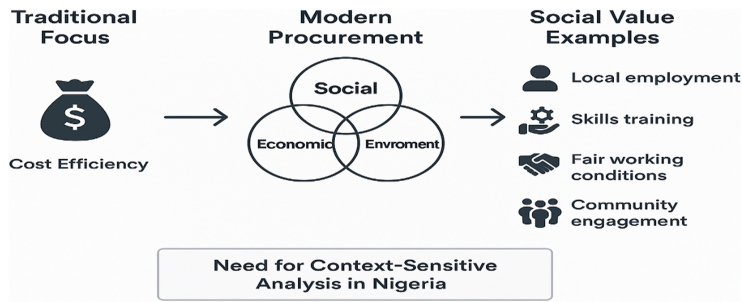 Traditional
Focus
$
Cost Efficiency
Modern
Procurement
Social
Economic
Envroment
Social Value
Examples
Local employment
Skills training
Fair working
conditions
Community
engagement
Need for Context-Sensitive
Analysis in Nigeria